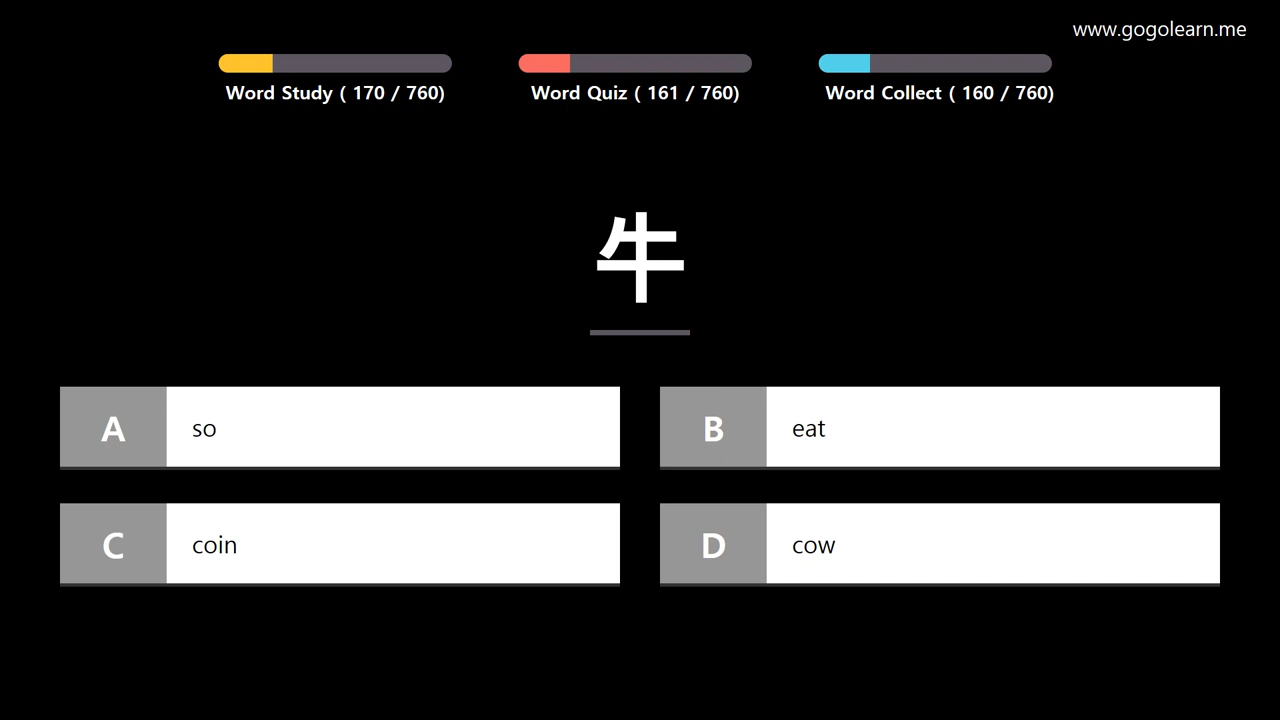 www.gogolearn.me
Word Study ( 170 / 760)
Word Quiz ( 161 / 760)
Word Collect ( 160 / 760)
牛
A so
B eat
C coin
D cow